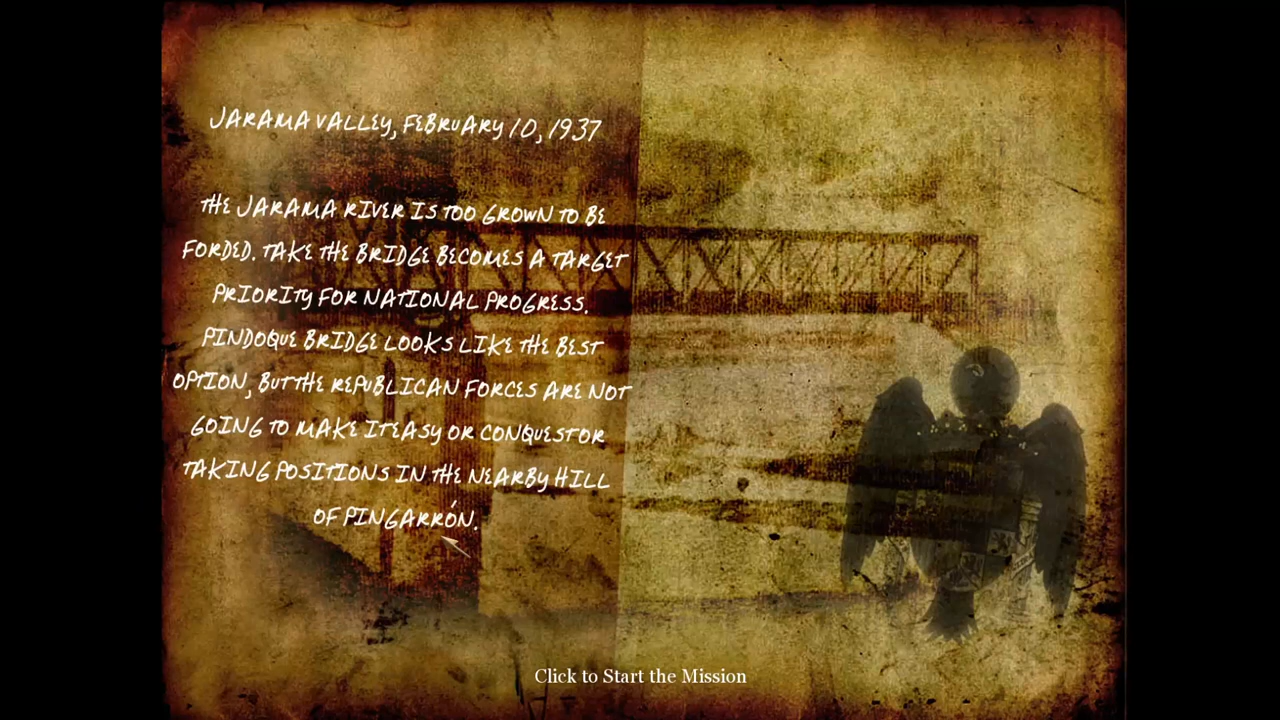 JARAMA VALLEY, FEBRUARY 10, 1937
THE JARAMA RIVER IS TOO GROWN TO BE
FORDED. TAKE THE BRIDGE BECOMES A TARGET
PRIORITY FOR NATIONAL PROGRESS.
PINDOQUE BRIDGE LOOKS LIKE THE BEST
OPTION, BUT THE REPUBLICAN FORCES ARE NOT
GOING TO MAKE IT EASY OR CONQUEST OR
TAKING POSITIONS IN THE NEARBY HILL
OF PINGARRÓN.
Click to Start the Mission